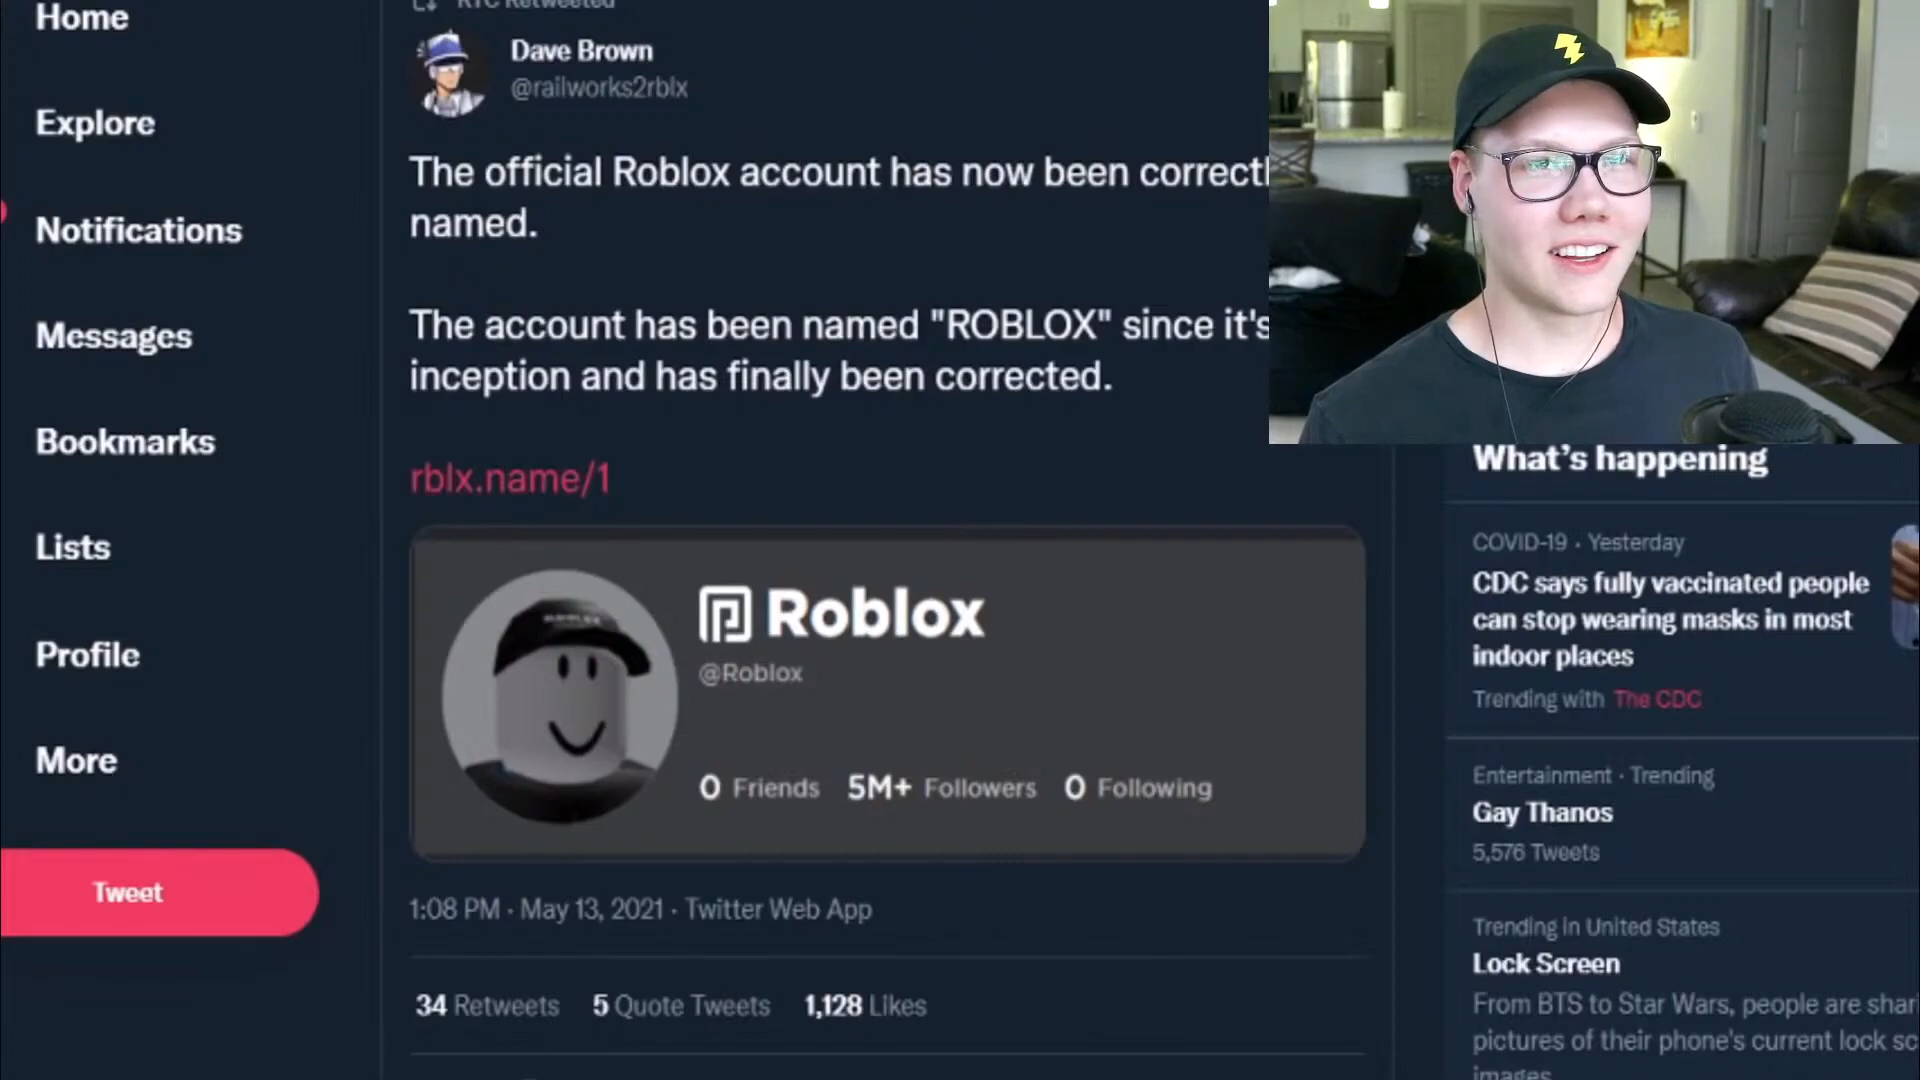 Home
Explore
Notifications
Messages
Bookmarks
Lists
Profile
More
Tweet
RTC Retweeted
Dave Brown
@railworks2rblx
The official Roblox account has now been correctl
named.
The account has been named "ROBLOX" since it's
inception and has finally been corrected.
rblx.name/1
Roblox
@Roblox
0 Friends 5M+ Followers 0 Following
1:08 PM · May 13, 2021 · Twitter Web App
34 Retweets 5 Quote Tweets 1,128 Likes
What's happening
COVID-19 · Yesterday
CDC says fully vaccinated people
can stop wearing masks in most
indoor places
Trending with The CDC
Entertainment · Trending
Gay Thanos
5,576 Tweets
Trending in United States
Lock Screen
From BTS to Star Wars, people are shari
pictures of their phone's current lock sc
images